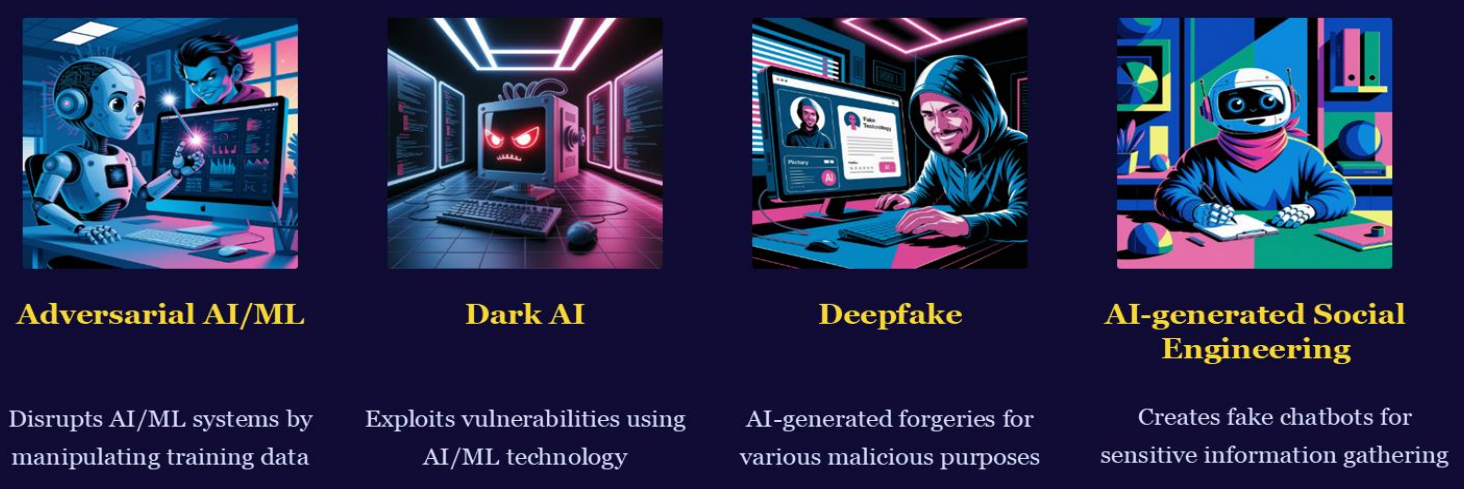 Fake
Technology
Pictory
AI
AI
Adversarial AI/ML
Dark AI
Deepfake
AI-generated Social
Engineering
Disrupts AI/ML systems by
manipulating training data
Exploits vulnerabilities using
AI/ML technology
AI-generated forgeries for
various malicious purposes
Creates fake chatbots for
sensitive information gathering